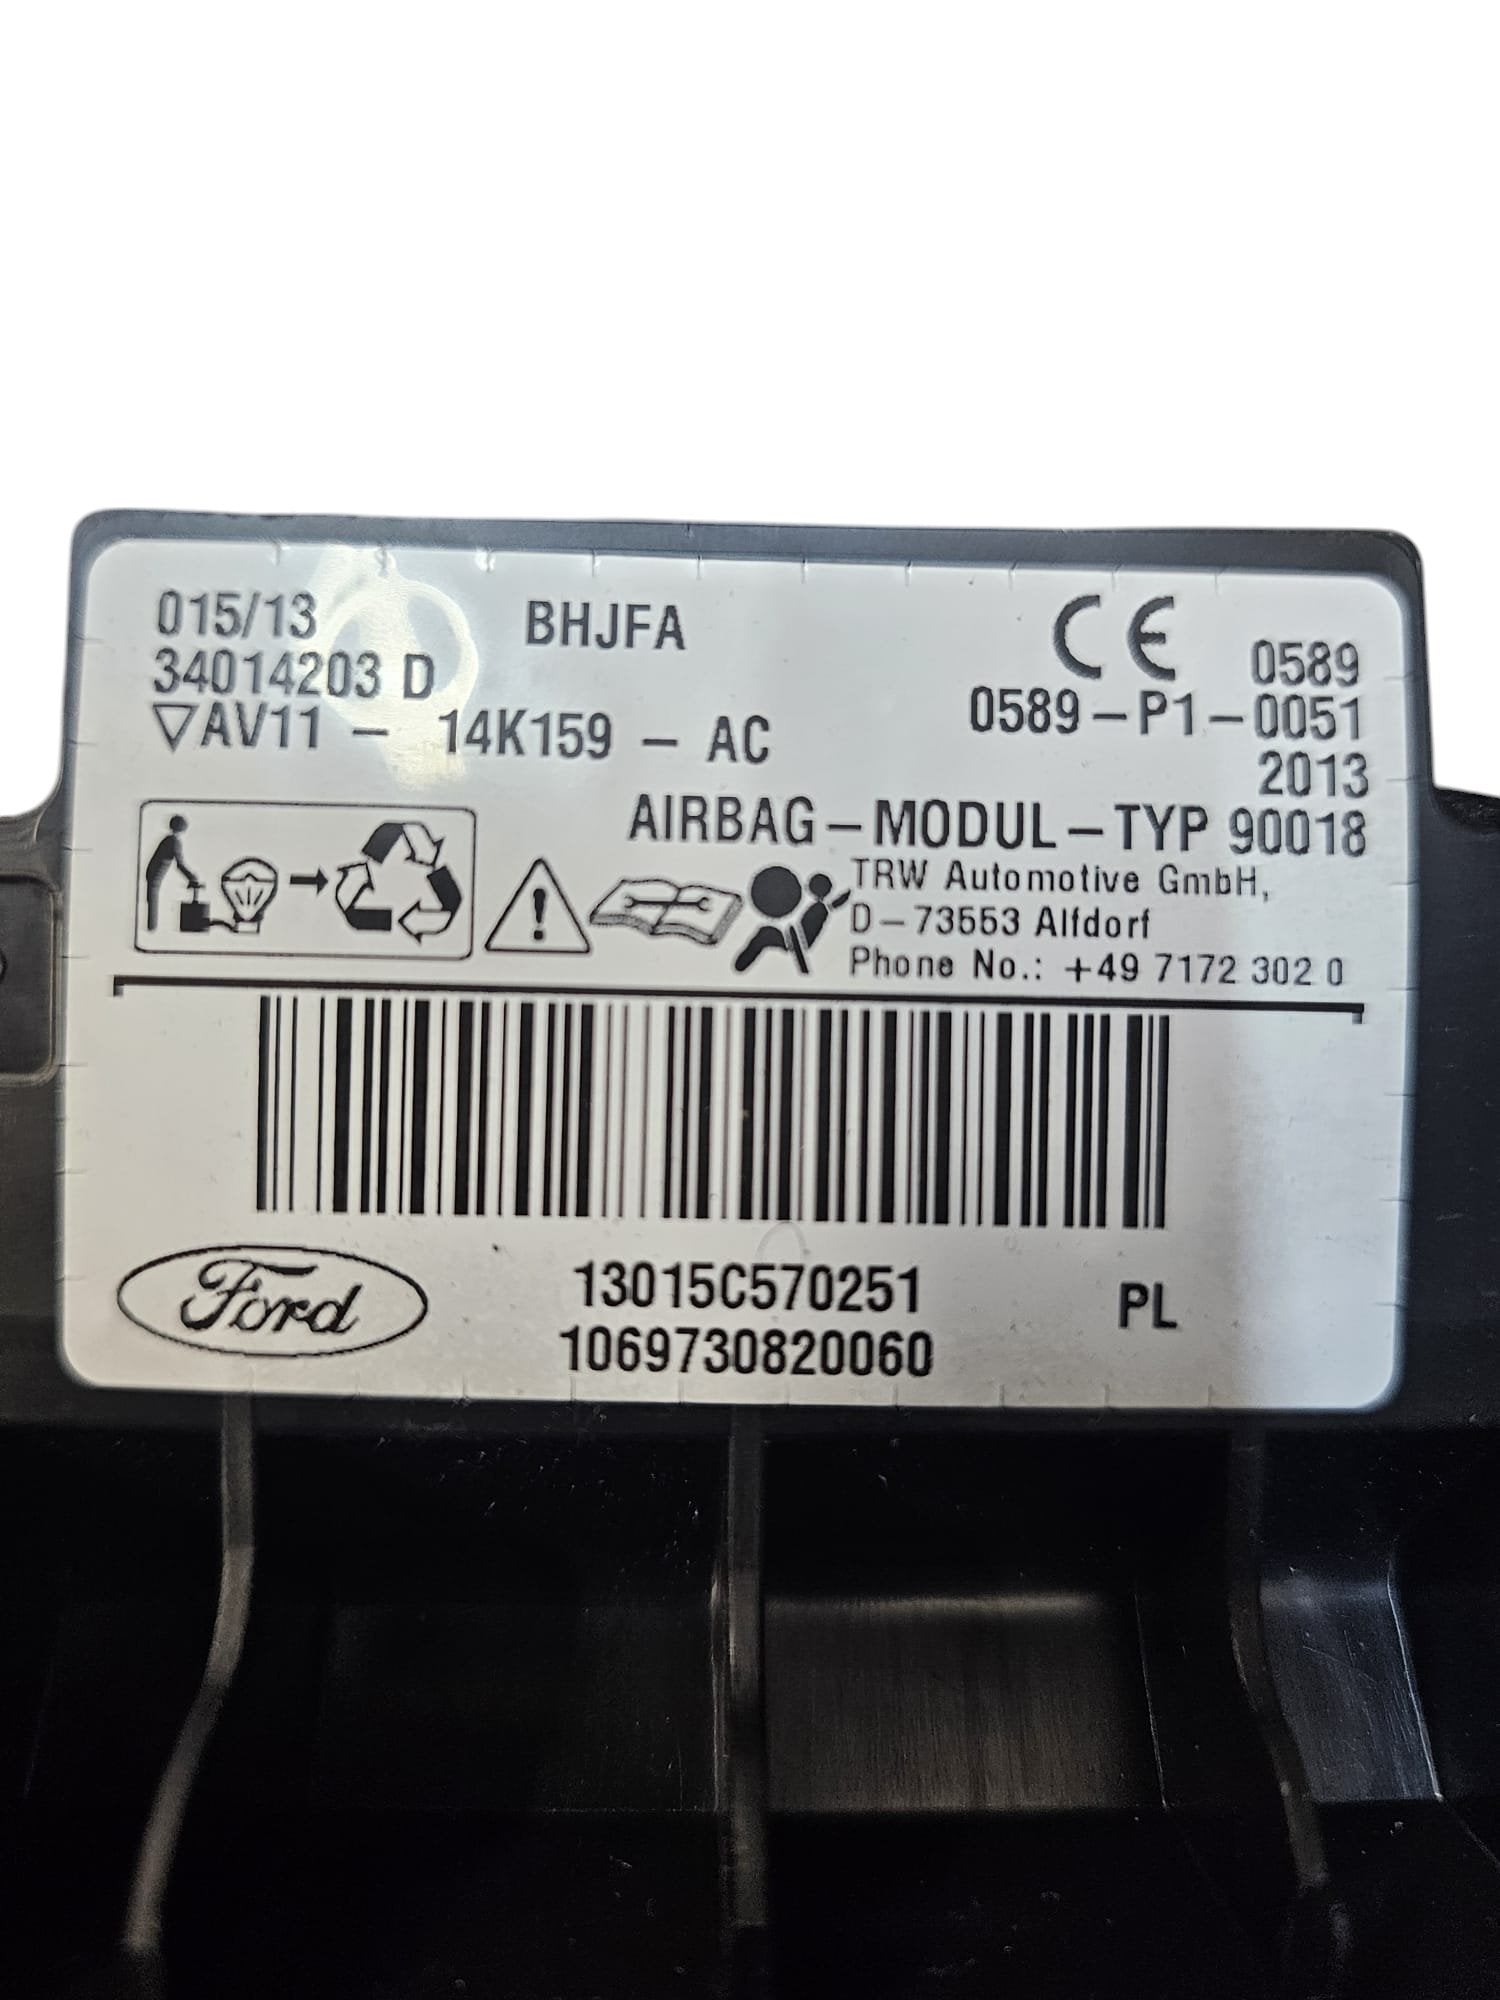 015/13 BHJFA CE 0589
34014203 D 0589-P1-0051
▽AV11 - 14K159 - AC 2013
AIRBAG-MODUL-TYP 90018
TRW Automotive GmbH,
D-73553 Alfdorf
Phone No.: +49 7172 302 0
Ford 13015C570251 PL
1069730820060